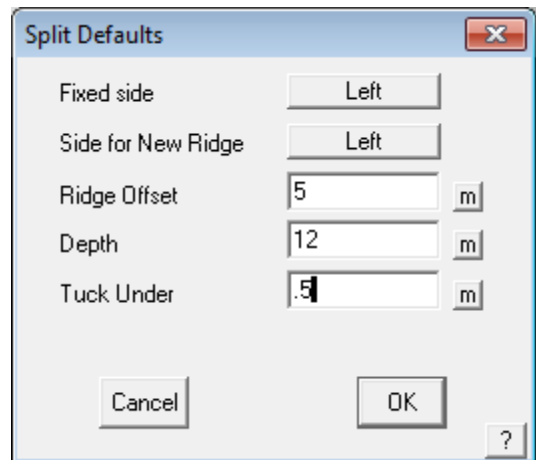 Split Defaults
Fixed side Left
Side for New Ridge Left
Ridge Offset 5 m
Depth 12 m
Tuck Under .5 m
Cancel OK
?